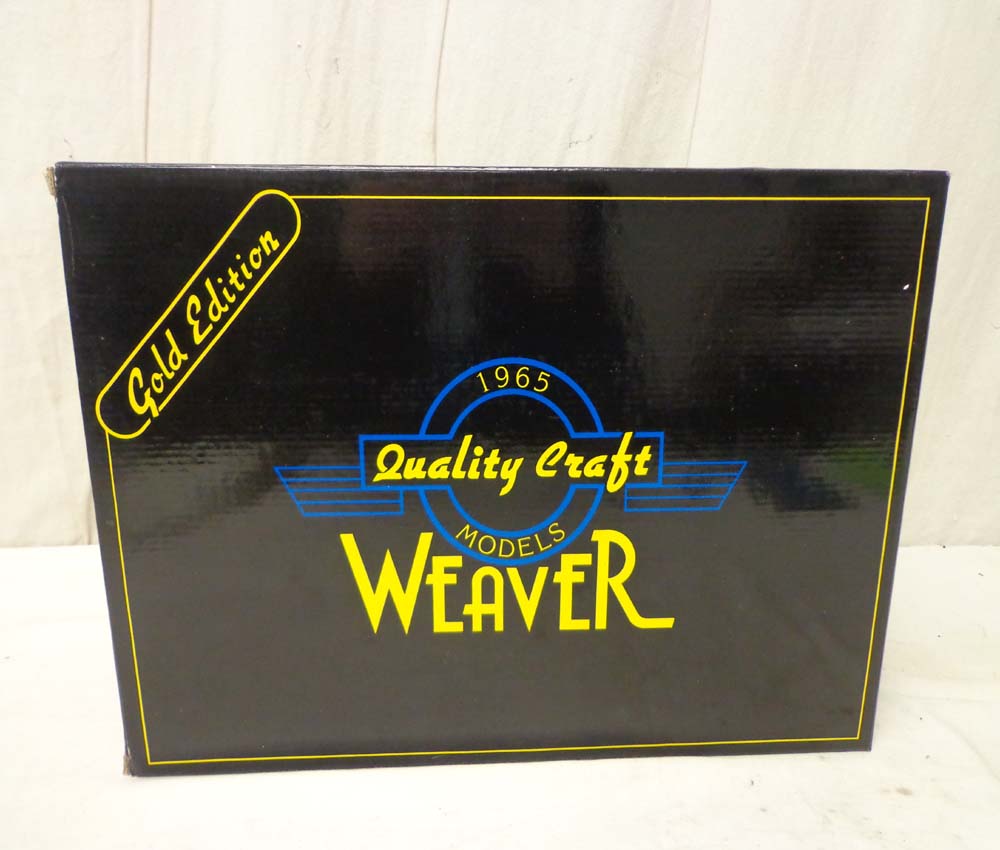 Gold Edition
1965
Quality Craft
MODELS
WEAVER